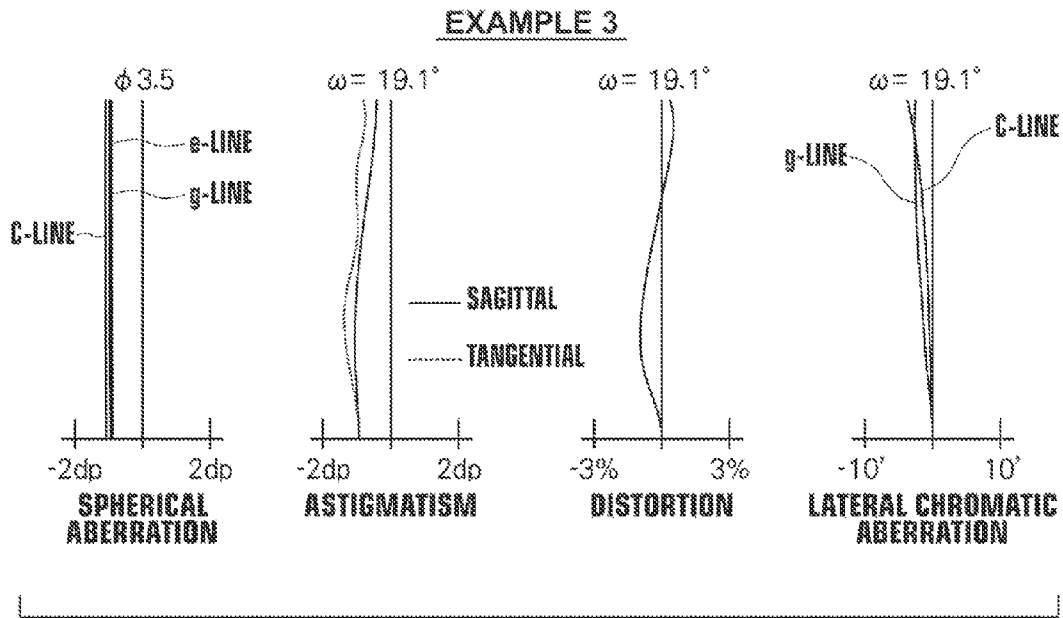 EXAMPLE 3
ϕ 3.5
e-LINE
g-LINE
C-LINE
-2dp 2dp
SPHERICAL
ABERRATION
ω= 19.1°
SAGITTAL
TANGENTIAL
-2dp 2dp
ASTIGMATISM
ω= 19.1°
-3% 3%
DISTORTION
ω= 19.1°
C-LINE
g-LINE
-10' 10'
LATERAL CHROMATIC
ABERRATION